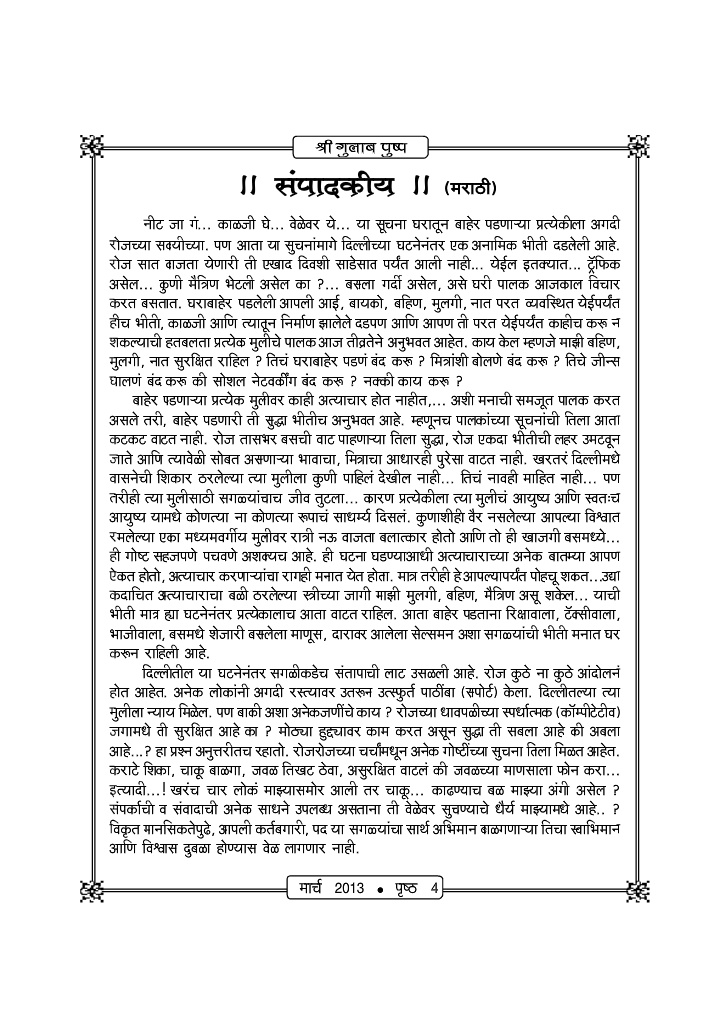 श्री गुलाब पुष्प
॥ संपादकीय ॥ (मराठी)
नीट जा गं... काळजी घे... वेळेवर ये... या सूचना घरातून बाहेर पडणाऱ्या प्रत्येकीला अगदी
रोजच्या सवयीच्या. पण आता या सुचनांमागे दिल्लीच्या घटनेनंतर एक अनामिक भीती दडलेली आहे.
रोज सात वाजता येणारी ती एखाद दिवशी साडेसात पर्यंत आली नाही... येईल इतक्यात... ट्रॅफिक
असेल... कुणी मैत्रिण भेटली असेल का ?... बसला गर्दी असेल, असे घरी पालक आजकाल विचार
करत बसतात. घराबाहेर पडलेली आपली आई, बायको, बहिण, मुलगी, नात परत व्यवस्थित येईपर्यंत
हीच भीती, काळजी आणि त्यातून निर्माण झालेले दडपण आणि आपण ती परत येईपर्यंत काहीच करू न
शकल्याची हतबलता प्रत्येक मुलीचे पालक आज तीव्रतेने अनुभवत आहेत. काय केल म्हणजे माझी बहिण,
मुलगी, नात सुरक्षित राहिल ? तिचं घराबाहेर पडणं बंद करू ? मित्रांशी बोलणे बंद करू ? तिचे जीन्स
घालणं बंद करू की सोशल नेटवर्कींग बंद करू ? नक्की काय करू ?
बाहेर पडणाऱ्या प्रत्येक मुलीवर काही अत्याचार होत नाहीत,... अशी मनाची समजूत पालक करत
असले तरी, बाहेर पडणारी ती सुद्धा भीतीच अनुभवत आहे. म्हणूनच पालकांच्या सूचनांची तिला आता
कटकट वाटत नाही. रोज तासभर बसची वाट पाहणाऱ्या तिला सुद्धा, रोज एकदा भीतीची लहर उमटवून
जाते आणि त्यावेळी सोबत असणाऱ्या भावाचा, मित्राचा आधारही पुरेसा वाटत नाही. खरतरं दिल्लीमधे
वासनेची शिकार ठरलेल्या त्या मुलीला कुणी पाहिलं देखील नाही... तिचं नावही माहित नाही... पण
तरीही त्या मुलीसाठी सगळ्यांचाच जीव तुटला... कारण प्रत्येकीला त्या मुलीचं आयुष्य आणि स्वतःच
आयुष्य यामधे कोणत्या ना कोणत्या रूपाचं साधर्म्य दिसलं. कुणाशीही वैर नसलेल्या आपल्या विश्वात
रमलेल्या एका मध्यमवर्गीय मुलीवर रात्री नऊ वाजता बलात्कार होतो आणि तो ही खाजगी बसमध्ये...
ही गोष्ट सहजपणे पचवणे अशक्यच आहे. ही घटना घडण्याआधी अत्याचाराच्या अनेक बातम्या आपण
ऐकत होतो, अत्याचार करणाऱ्यांचा रागही मनात येत होता. मात्र तरीही हे आपल्यापर्यंत पोहचू शकत...उद्या
कदाचित अत्याचाराचा बळी ठरलेल्या स्त्रीच्या जागी माझी मुलगी, बहिण, मैत्रिण असू शकेल... याची
भीती मात्र ह्या घटनेनंतर प्रत्येकालाच आता वाटत राहिल. आता बाहेर पडताना रिक्षावाला, टॅक्सीवाला,
भाजीवाला, बसमधे शेजारी बसलेला माणूस, दारावर आलेला सेल्समन अशा सगळ्यांची भीती मनात घर
करून राहिली आहे.
दिल्लीतील या घटनेनंतर सगळीकडेच संतापाची लाट उसळली आहे. रोज कुठे ना कुठे आंदोलनं
होत आहेत. अनेक लोकांनी अगदी रस्त्यावर उतरून उत्स्फुर्त पाठींबा (सपोर्ट) केला. दिल्लीतल्या त्या
मुलीला न्याय मिळेल. पण बाकी अशा अनेकजणींचे काय ? रोजच्या धावपळीच्या स्पर्धात्मक (कॉम्पीटेटीव)
जगामधे ती सुरक्षित आहे का ? मोठ्या हुद्द्यावर काम करत असून सुद्धा ती सबला आहे की अबला
आहे...? हा प्रश्न अनुत्तरीतच रहातो. रोजरोजच्या चर्चांमधून अनेक गोष्टींच्या सुचना तिला मिळत आहेत.
कराटे शिका, चाकू बाळगा, जवळ तिखट ठेवा, असुरक्षित वाटलं की जवळच्या माणसाला फोन करा...
इत्यादी...! खरंच चार लोकं माझ्यासमोर आली तर चाकू... काढण्याच बळ माझ्या अंगी असेल ?
संपर्काची व संवादाची अनेक साधने उपलब्ध असताना ती वेळेवर सुचण्याचे धैर्य माझ्यामधे आहे.. ?
विकृत मानसिकतेपुढे, आपली कर्तबगारी, पद या सगळ्यांचा सार्थ अभिमान बाळगणाऱ्या तिचा स्वाभिमान
आणि विश्वास दुबळा होण्यास वेळ लागणार नाही.
मार्च 2013 • पृष्ठ 4